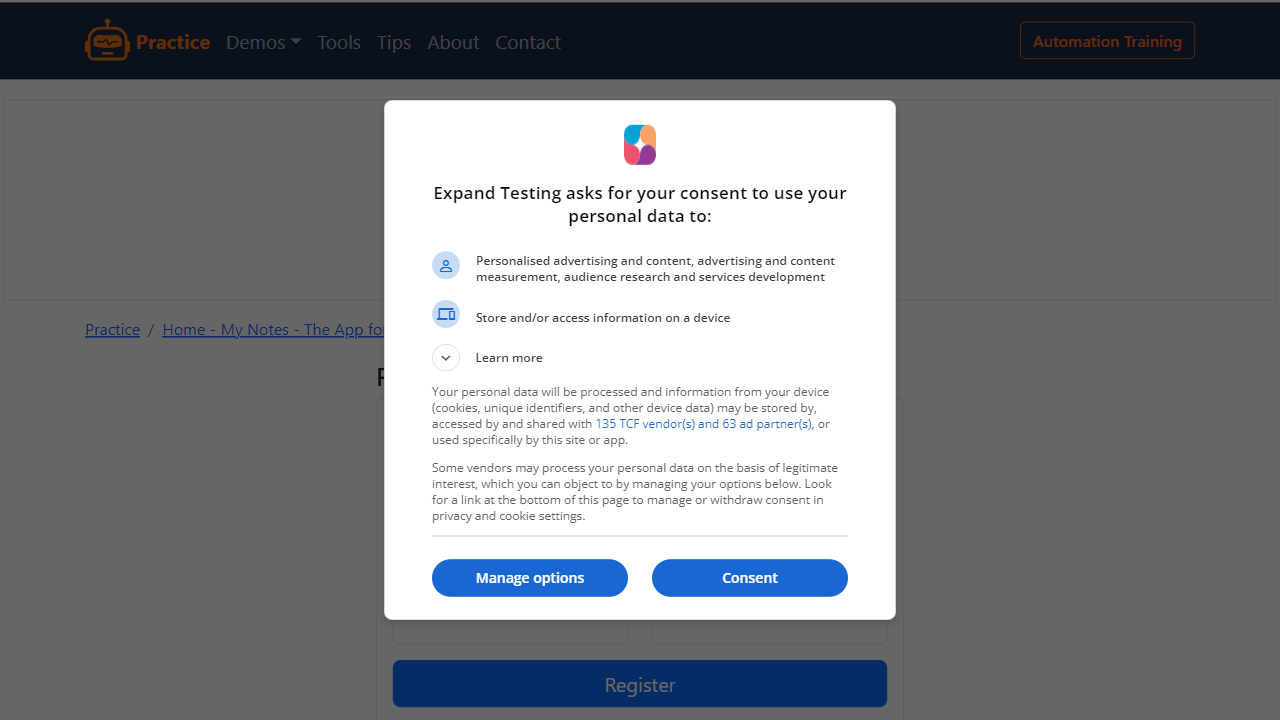 Practice Demos Tools Tips About Contact Automation Training
Expand Testing asks for your consent to use your
personal data to:
Personalised advertising and content, advertising and content
measurement, audience research and services development
Store and/or access information on a device
Practice / Home - My Notes - The App for
Learn more
Your personal data will be processed and information from your device
(cookies, unique identifiers, and other device data) may be stored by,
accessed by and shared with 135 TCF vendor(s) and 63 ad partner(s), or
used specifically by this site or app.
Some vendors may process your personal data on the basis of legitimate
interest, which you can object to by managing your options below. Look
for a link at the bottom of this page to manage or withdraw consent in
privacy and cookie settings.
Manage options Consent
Register